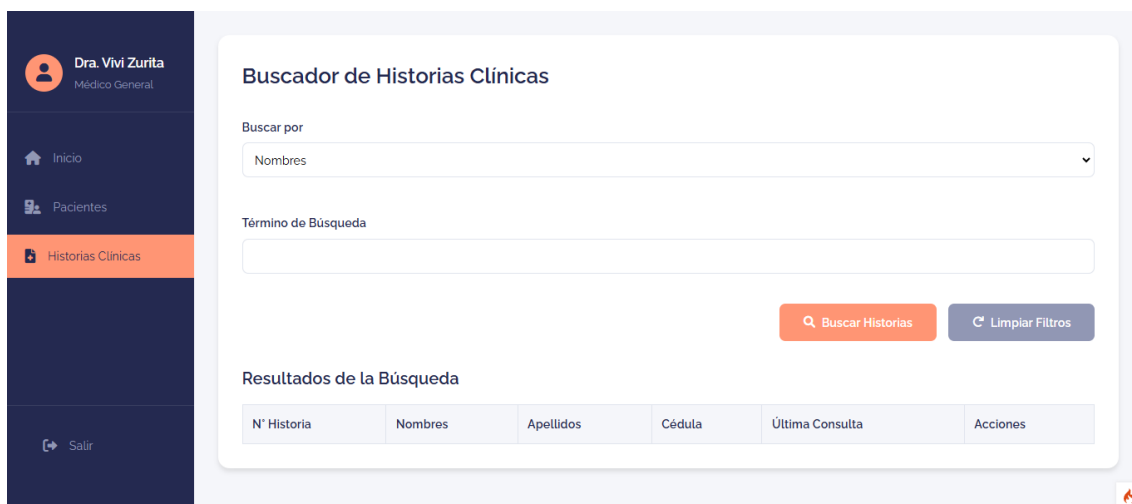 Dra. Vivi Zurita
Médico General
Inicio
Pacientes
Historias Clínicas
Salir
Buscador de Historias Clínicas
Buscar por
Nombres
Término de Búsqueda
Buscar Historias
Limpiar Filtros
Resultados de la Búsqueda
N° Historia Nombres Apellidos Cédula Última Consulta Acciones